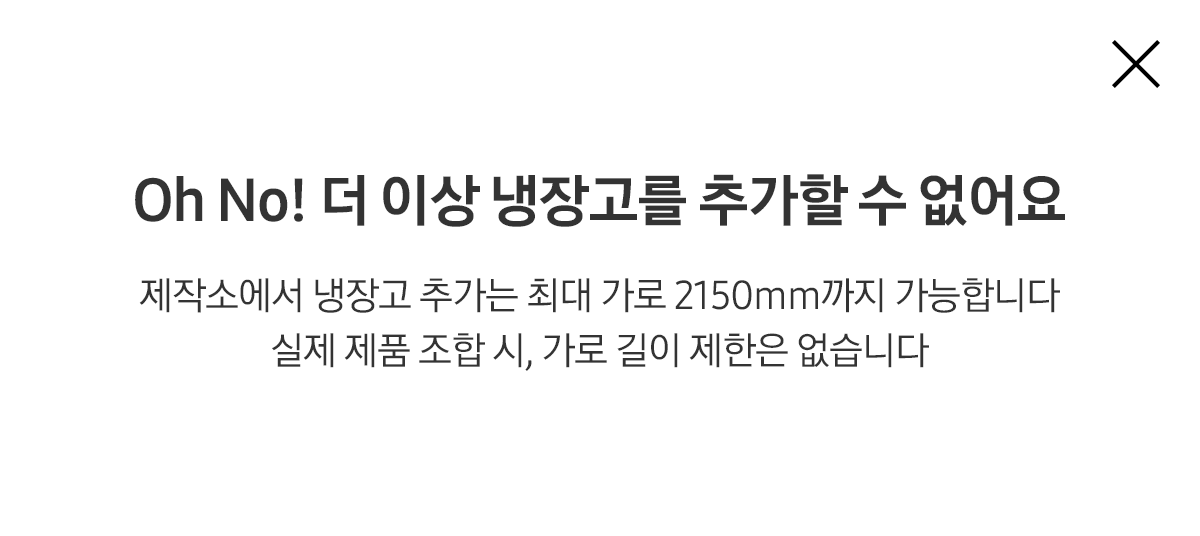 Oh No! 더 이상 냉장고를 추가할 수 없어요
제작소에서 냉장고 추가는 최대 가로 2150mm까지 가능합니다
실제 제품 조합 시, 가로 길이 제한은 없습니다